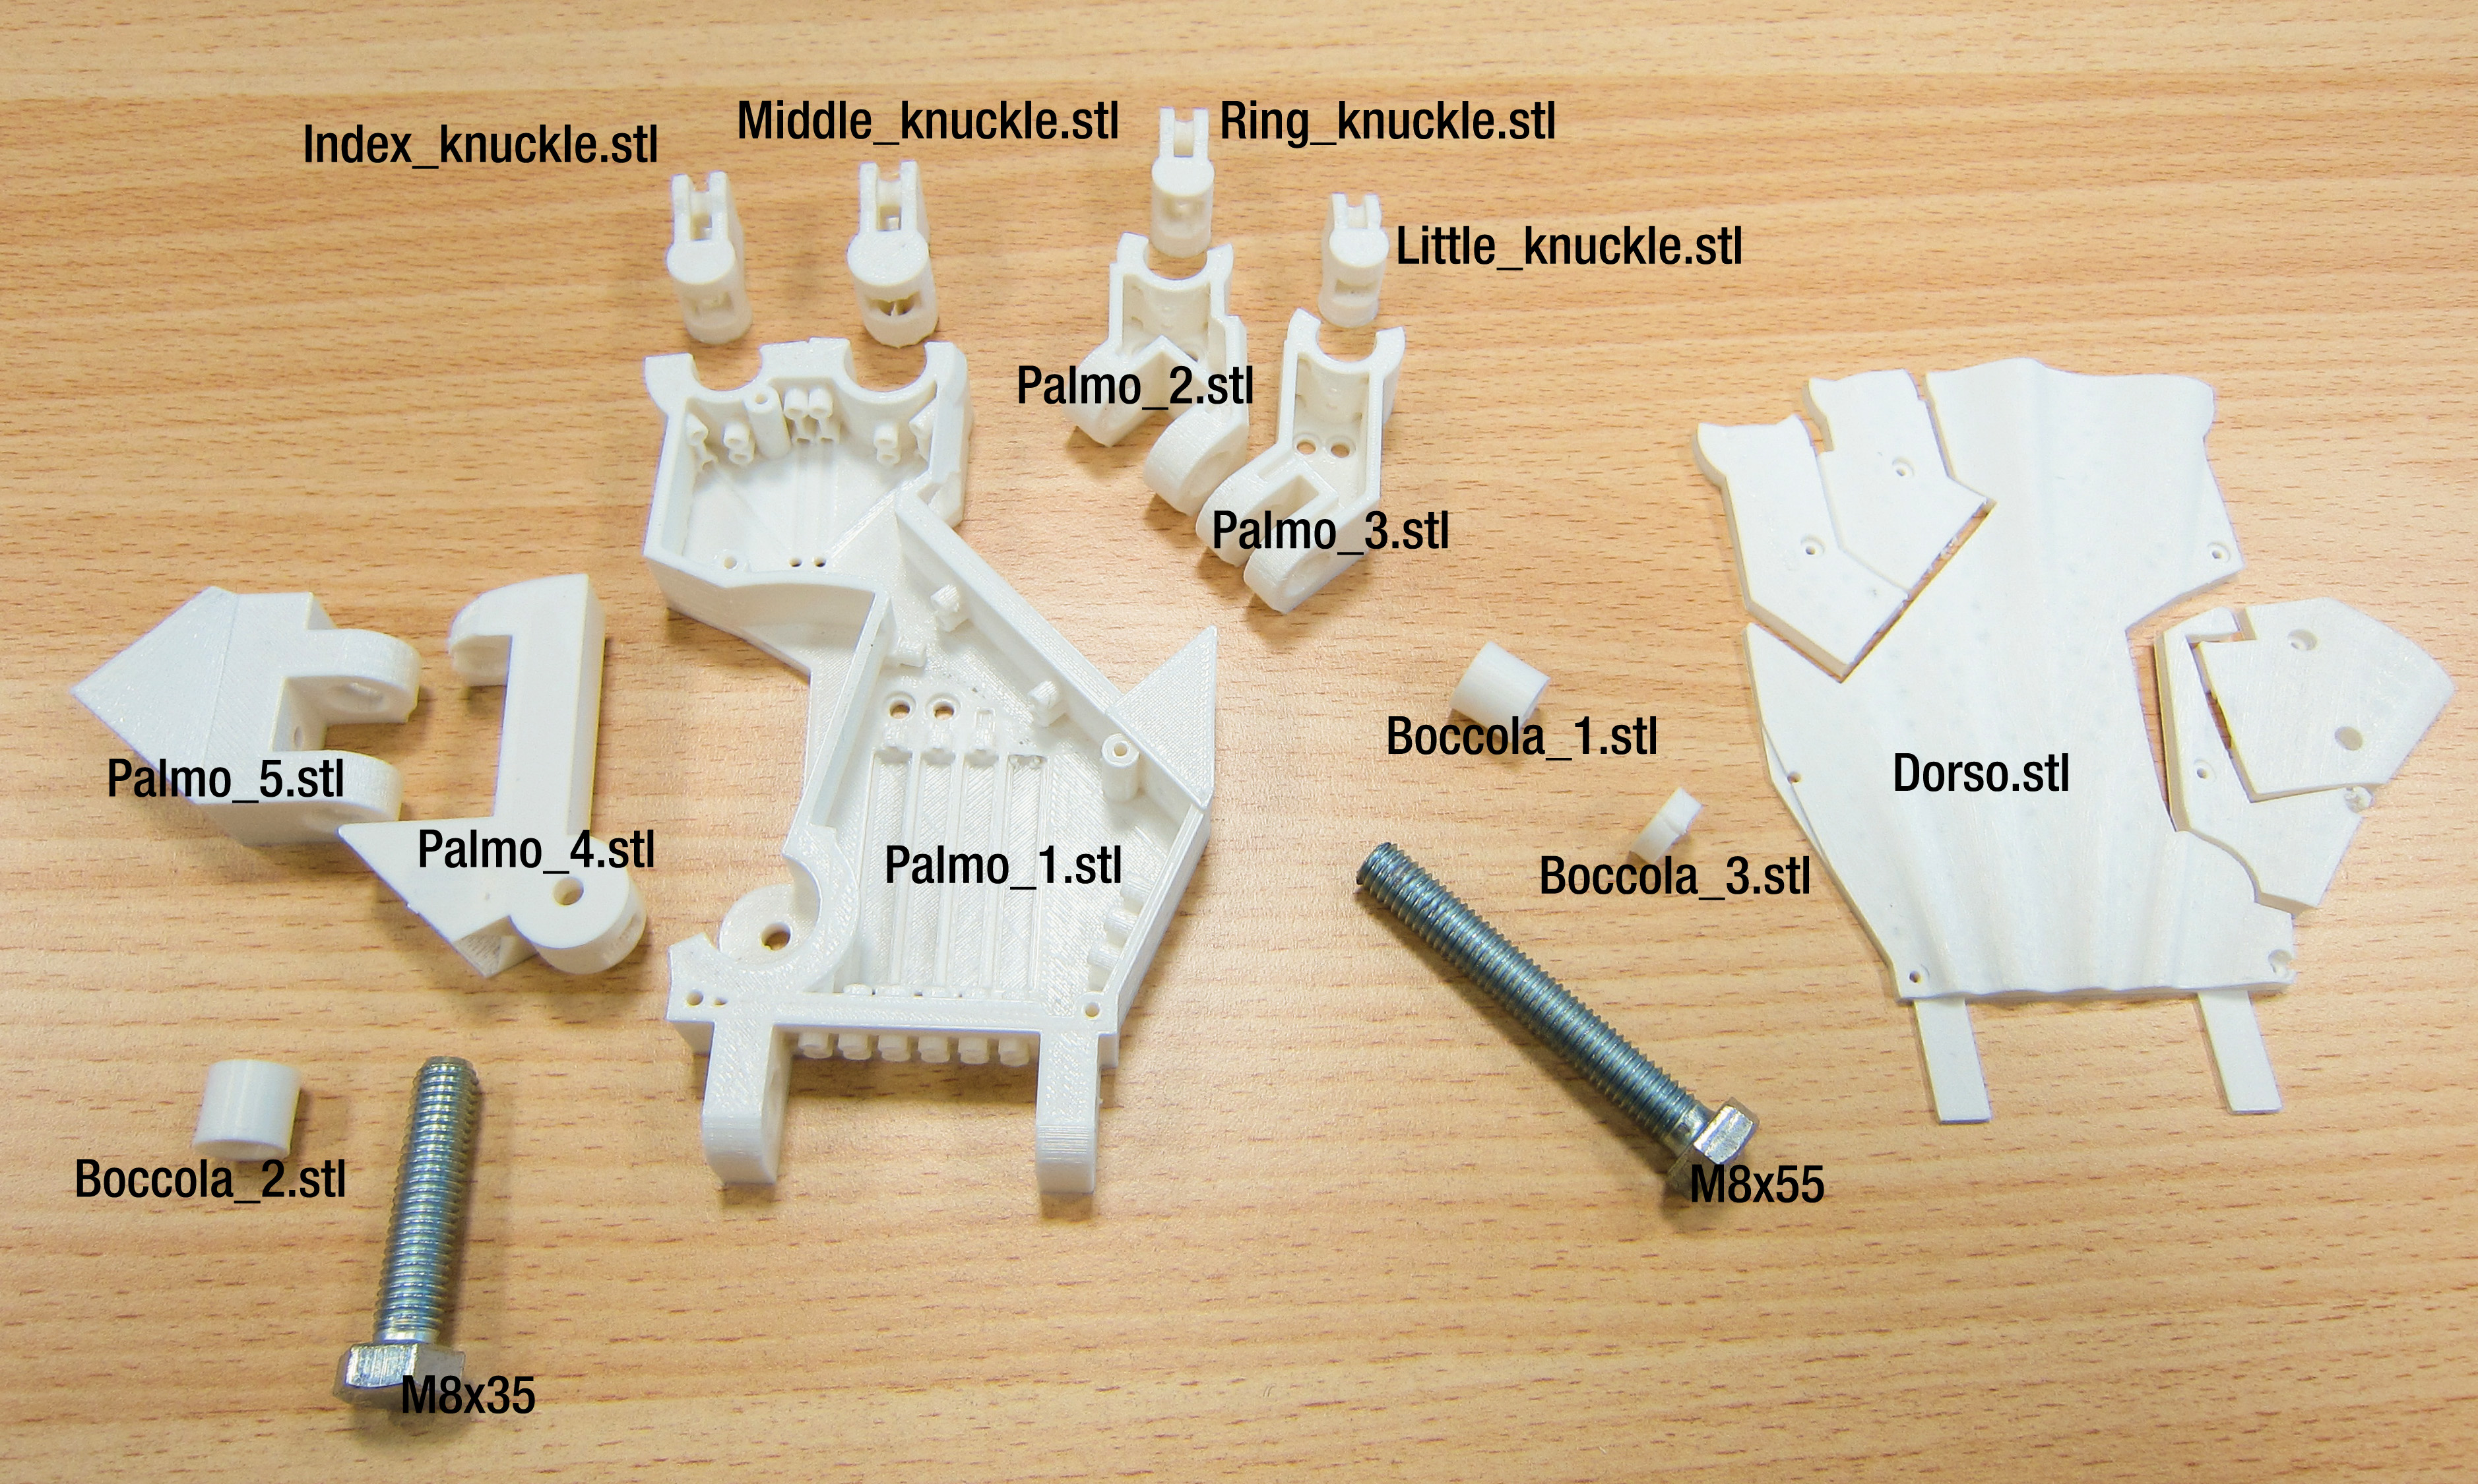 Index_knuckle.stl
Middle_knuckle.stl
Ring_knuckle.stl
Little_knuckle.stl
Palmo_2.stl
Palmo_3.stl
Boccola_1.stl
Dorso.stl
Palmo_5.stl
Palmo_4.stl
Palmo_1.stl
Boccola_3.stl
Boccola_2.stl
M8x55
M8x35